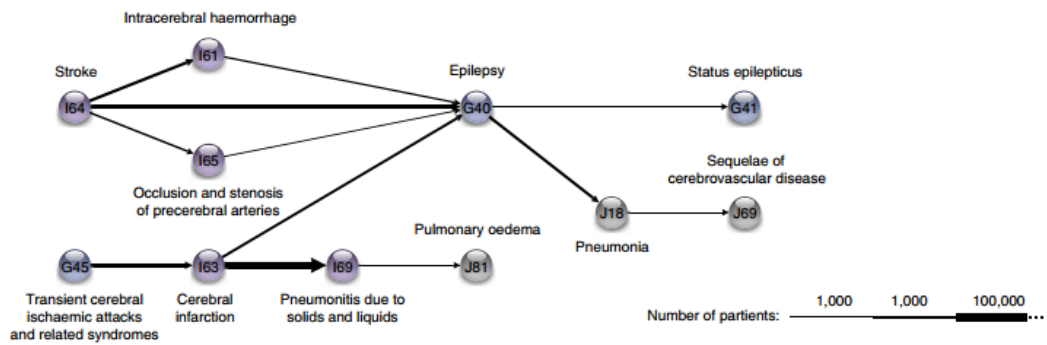 Intracerebral haemorrhage
I61
Stroke
Epilepsy
Status epilepticus
I64
G40
G41
I65
Occlusion and stenosis
of precerebral arteries
Sequelae of
cerebrovascular disease
J18
J69
Pneumonia
Pulmonary oedema
G45
I63
I69
J81
Transient cerebral
ischaemic attacks
and related syndromes
Cerebral
infarction
Pneumonitis due to
solids and liquids
1,000
1,000
100,000
Number of partients: